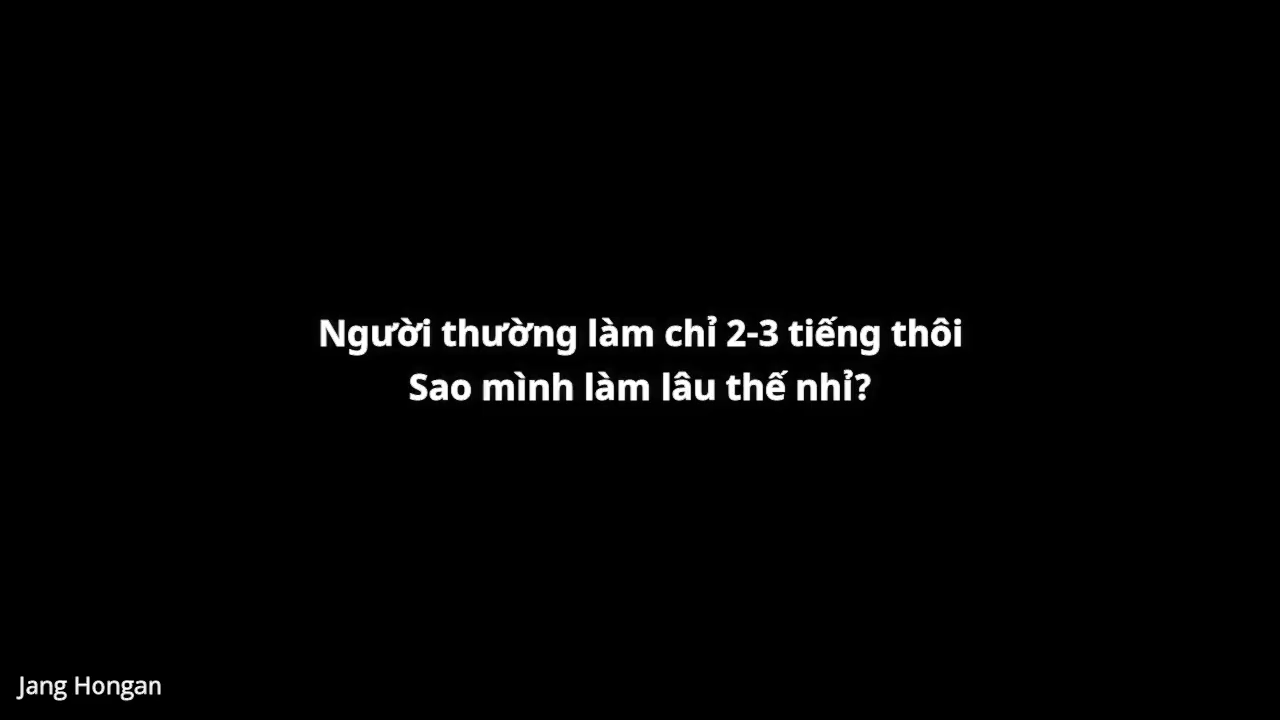 Người thường làm chỉ 2-3 tiếng thôi
Sao mình làm lâu thế nhỉ?
Jang Hongan